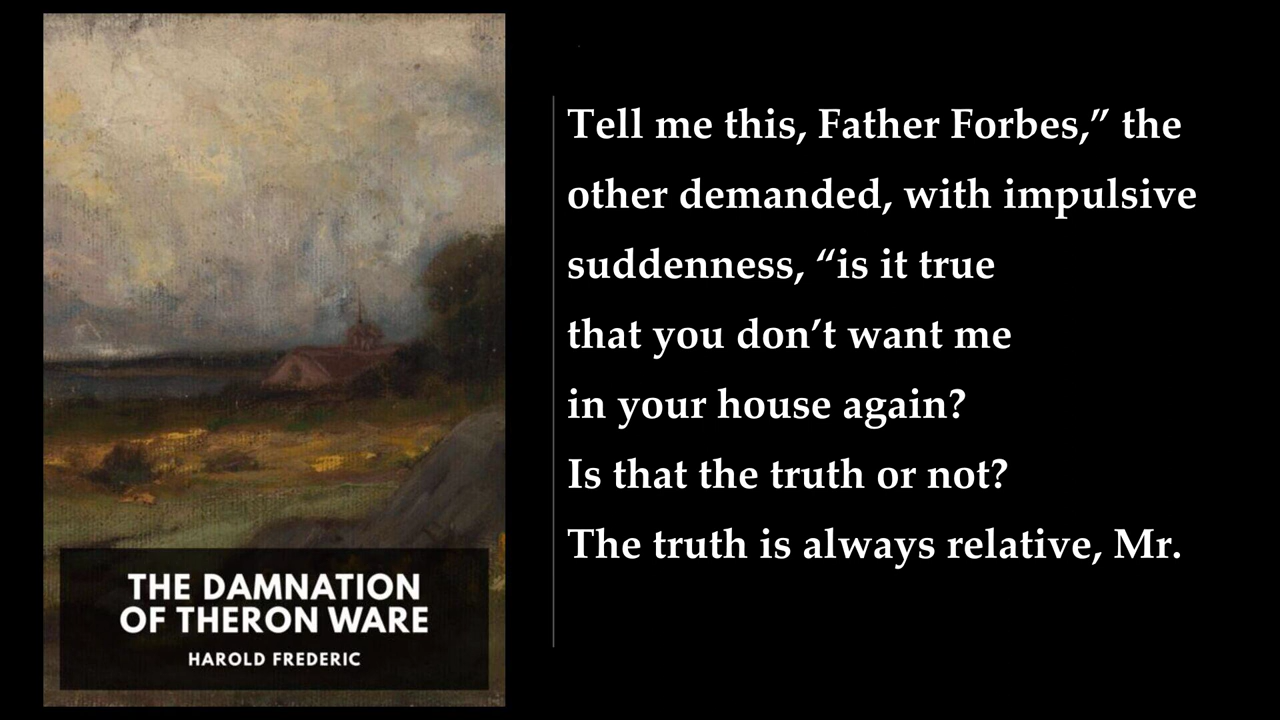 THE DAMNATION
OF THERON WARE
HAROLD FREDERIC
Tell me this, Father Forbes,” the
other demanded, with impulsive
suddenness, “is it true
that you don’t want me
in your house again?
Is that the truth or not?
The truth is always relative, Mr.